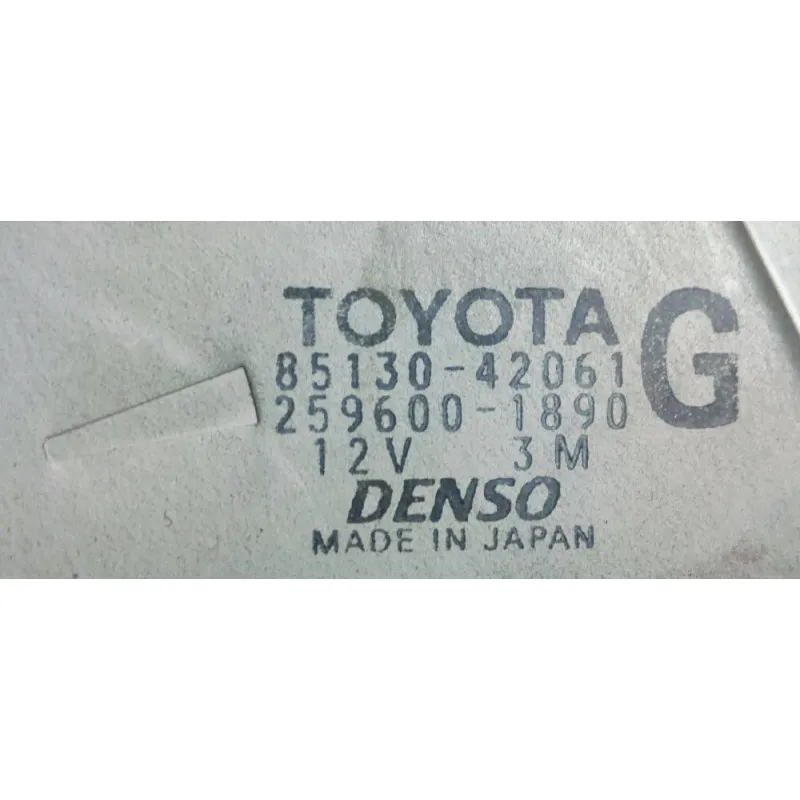 TOYOTA G
85130-42061
259600-1890
12V 3M
DENSO
MADE IN JAPAN